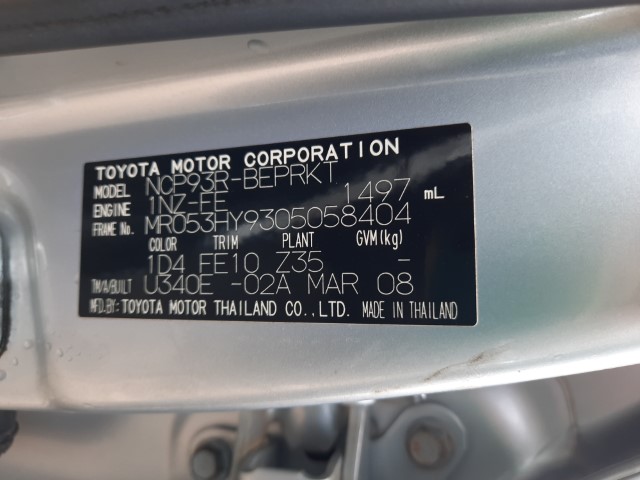 TOYOTA MOTOR CORPORATION
MODEL NCP93R-BEPRKT
ENGINE 1NZ-FE 1497 mL
FRAME No. MR053HY9305058404
COLOR TRIM PLANT GVM(kg)
1D4 FE10 Z35 -
TM/A/BUILT U340E -02A MAR 08
MFD.BY:TOYOTA MOTOR THAILAND CO.,LTD. MADE IN THAILAND